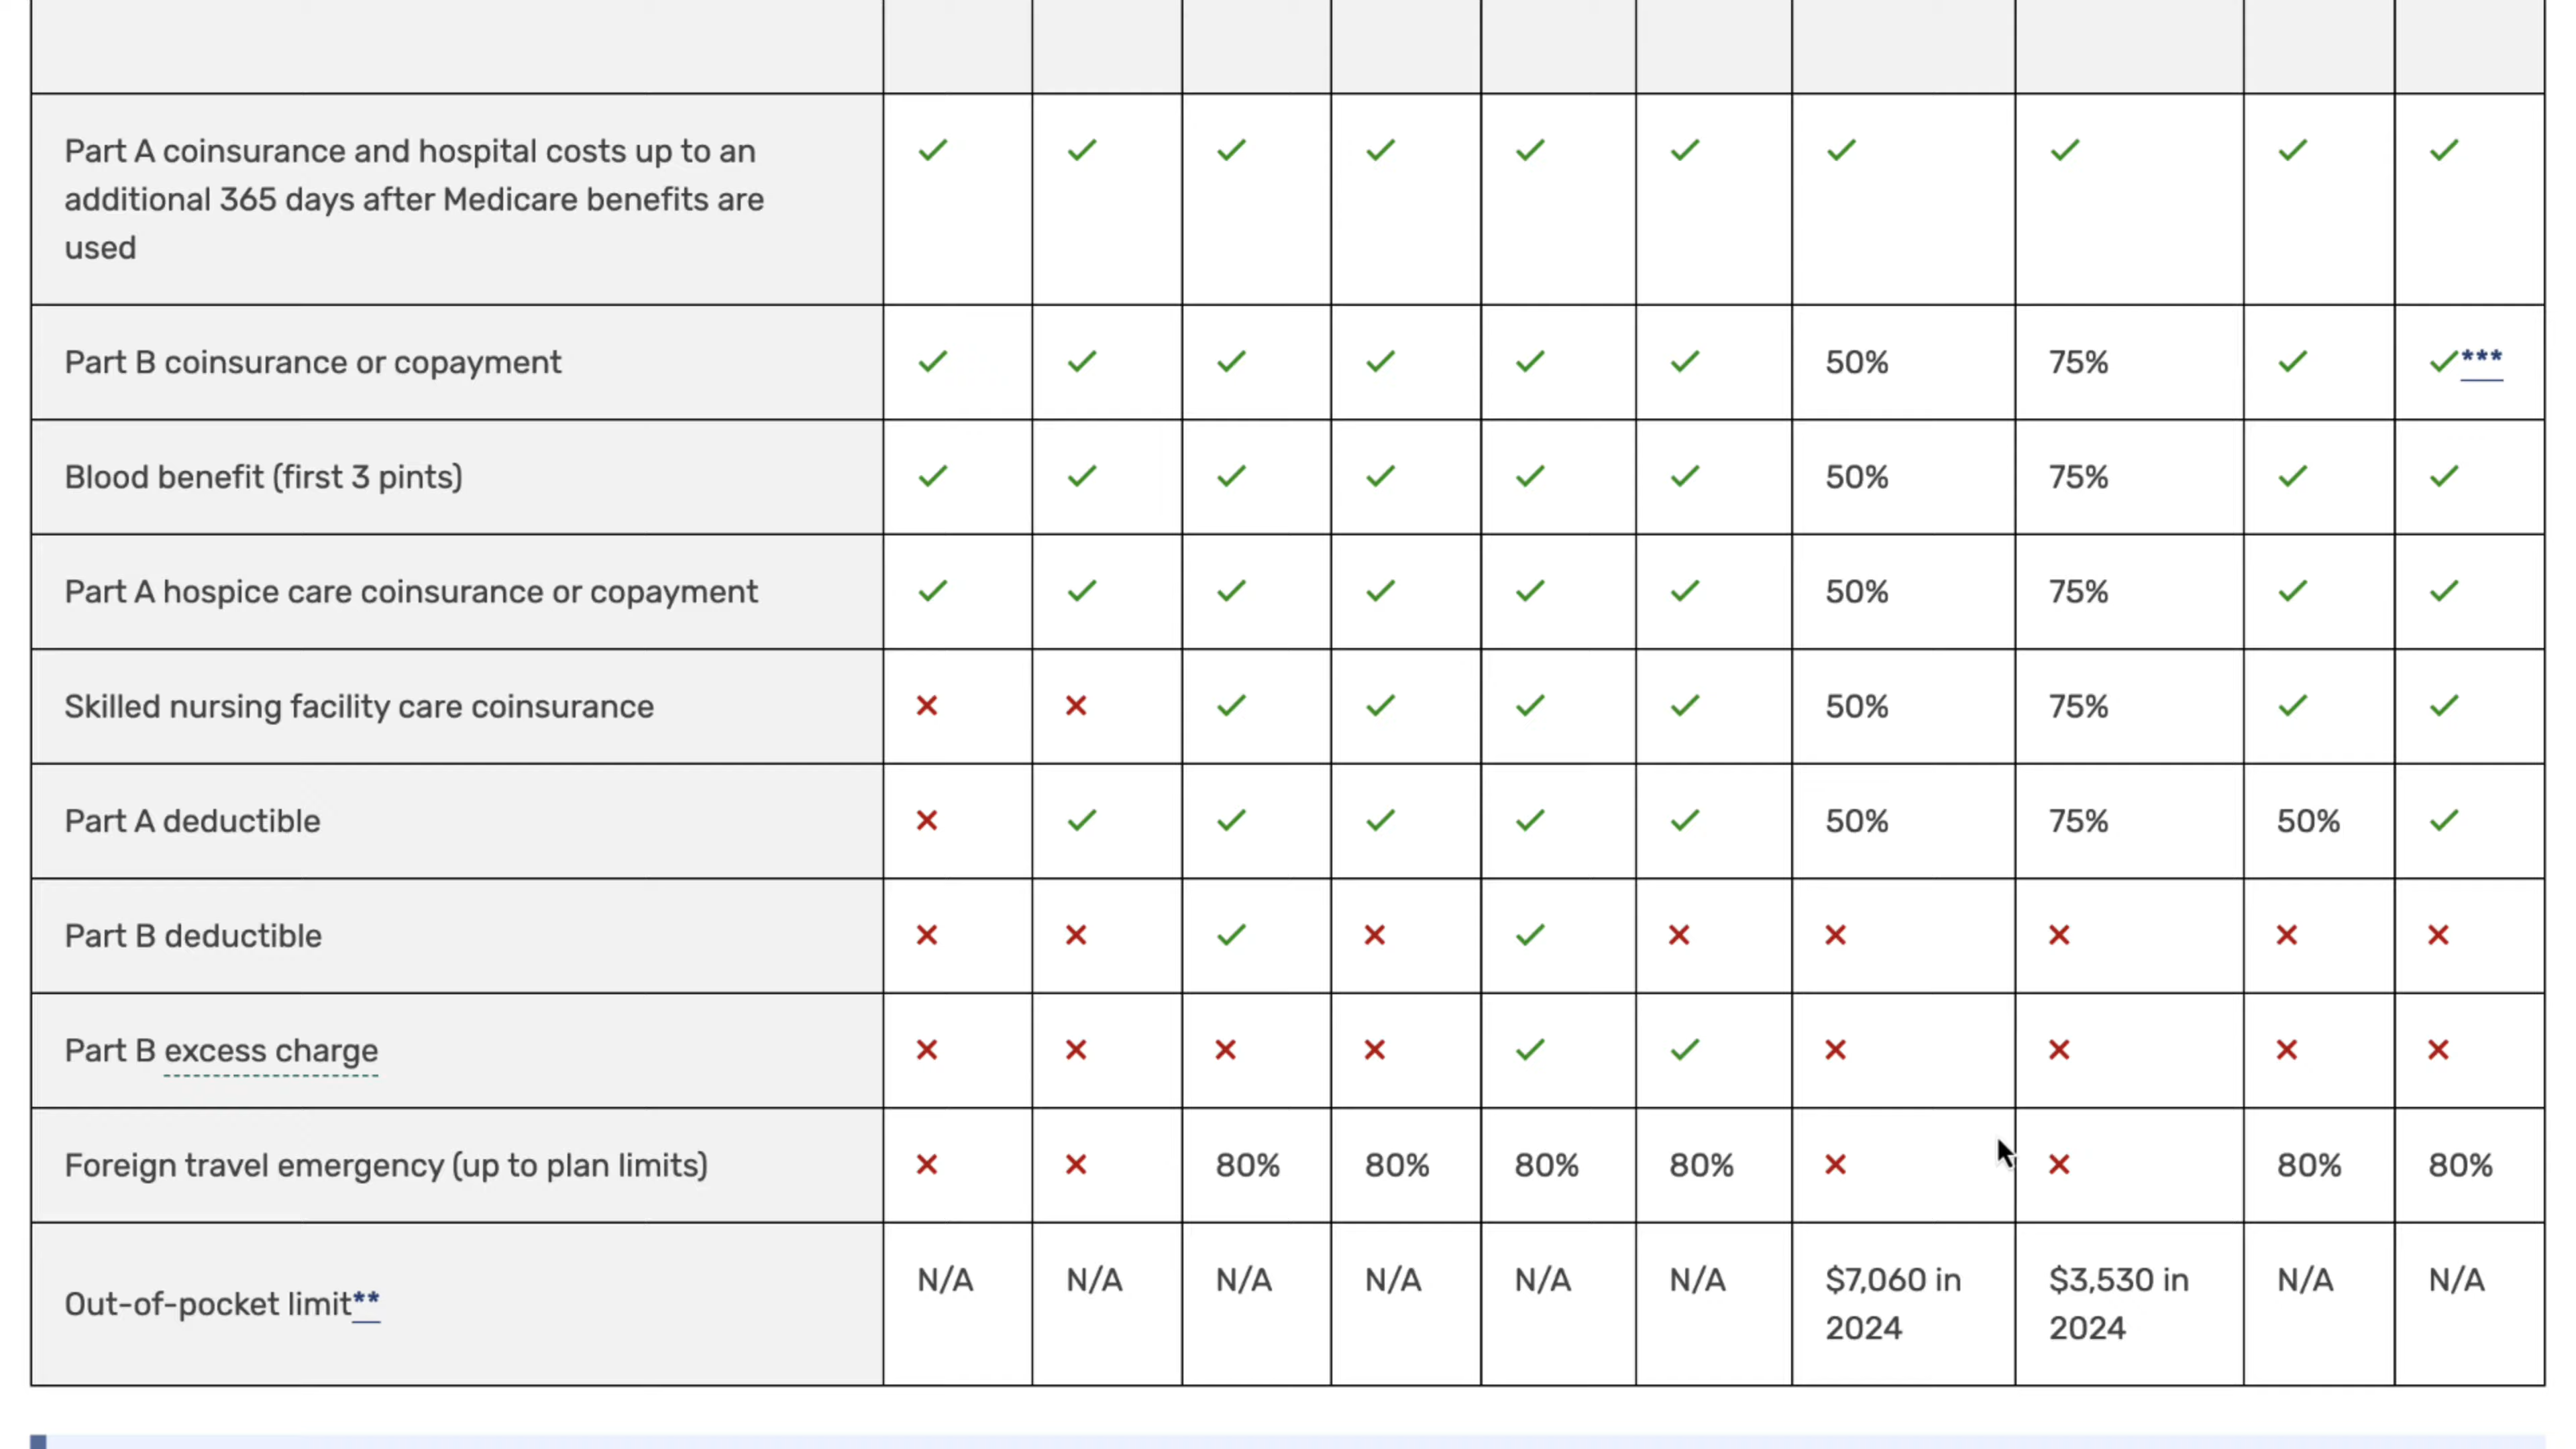 Part A coinsurance and hospital costs up to an
additional 365 days after Medicare benefits are
used
Part B coinsurance or copayment 50% 75% ***
Blood benefit (first 3 pints) 50% 75%
Part A hospice care coinsurance or copayment 50% 75%
Skilled nursing facility care coinsurance 50% 75%
Part A deductible 50% 75% 50%
Part B deductible
Part B excess charge
Foreign travel emergency (up to plan limits) 80% 80% 80% 80% 80% 80%
Out-of-pocket limit** N/A N/A N/A N/A N/A N/A $7,060 in $3,530 in N/A N/A
2024 2024